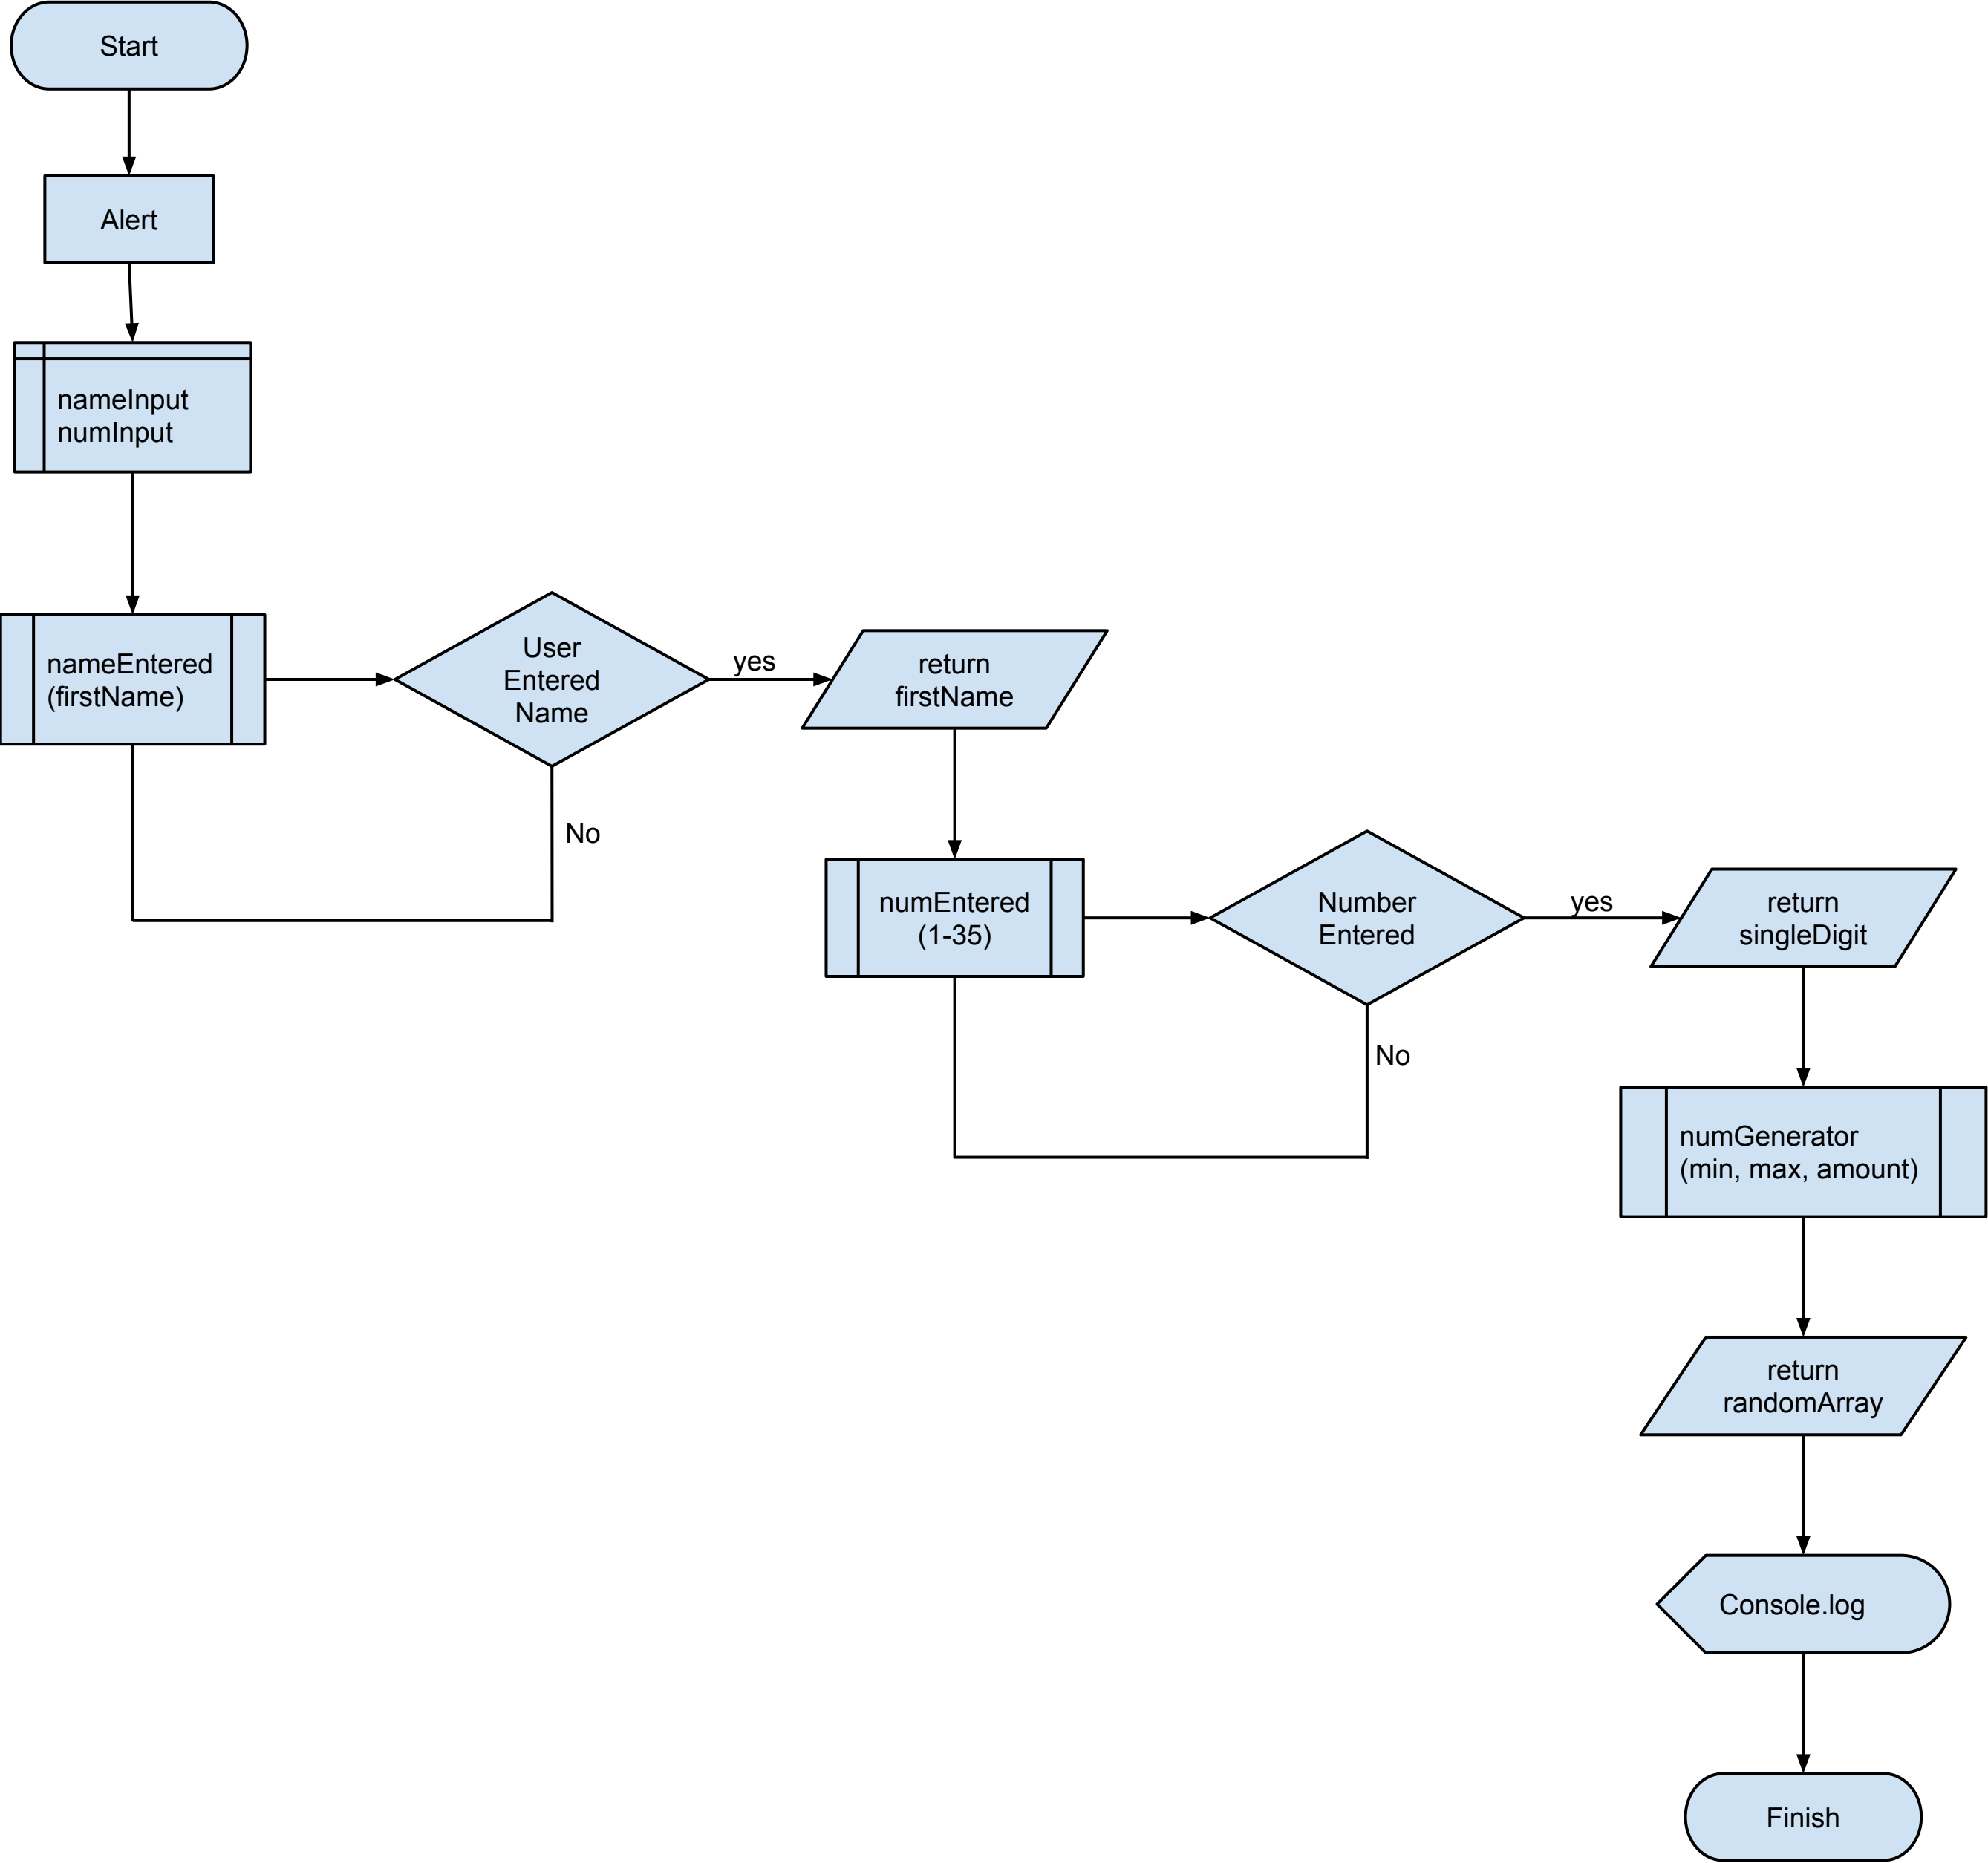 Start
Alert
nameInput
numInput
nameEntered
(firstName)
User
Entered
Name
yes
return
firstName
No
numEntered
(1-35)
Number
Entered
yes
return
singleDigit
No
numGenerator
(min, max, amount)
return
randomArray
Console.log
Finish